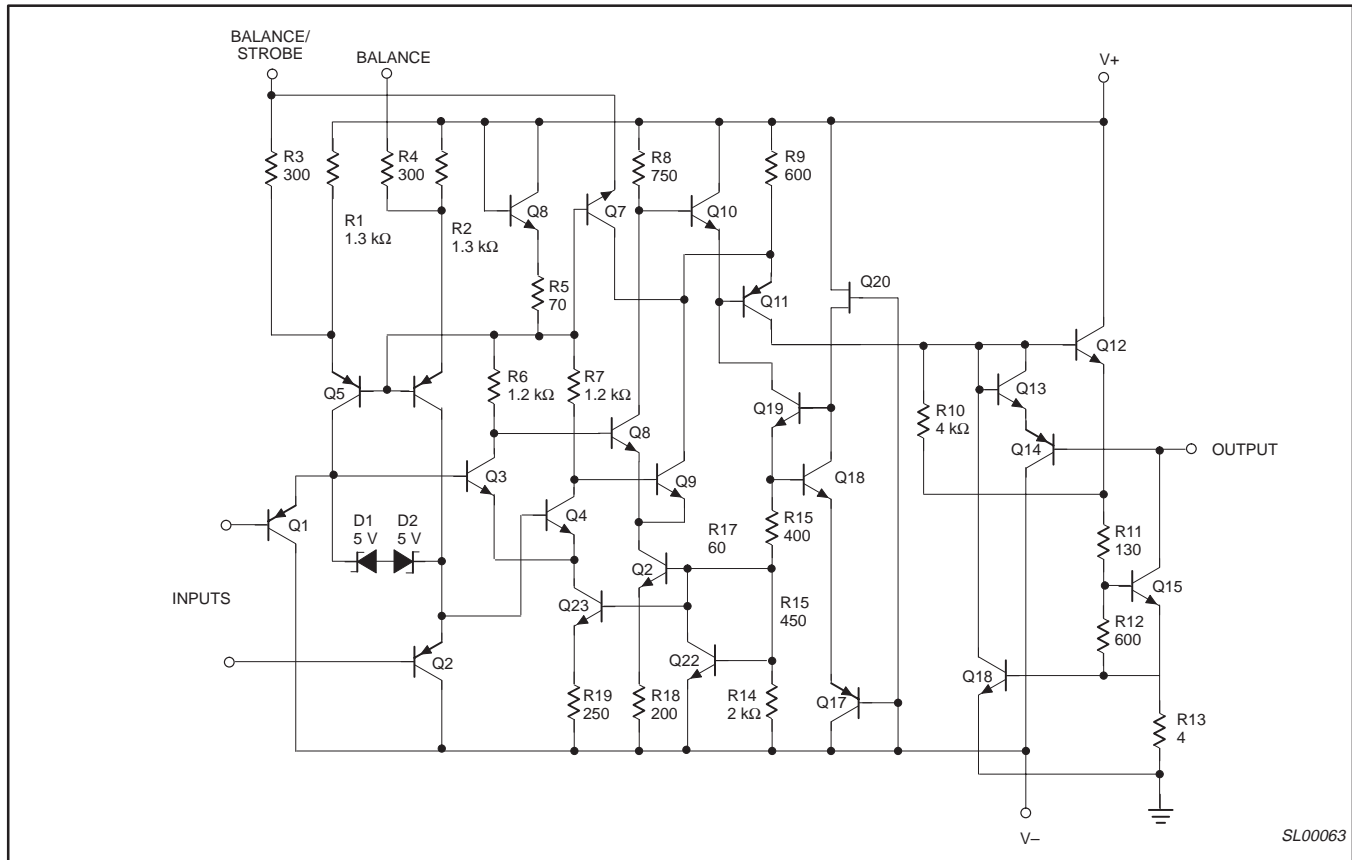 BALANCE/
STROBE
BALANCE
V+
R3
300
R4
300
R1
1.3 kΩ
R2
1.3 kΩ
Q8
Q7
R8
750
Q10
R9
600
R5
70
Q11
Q20
Q12
Q5
R6
1.2 kΩ
R7
1.2 kΩ
Q8
Q19
R10
4 kΩ
Q13
Q14
OUTPUT
Q3
Q9
Q18
Q1
D1
5 V
D2
5 V
Q4
R17
60
R15
400
R11
130
Q15
INPUTS
Q23
Q2
R15
450
R12
600
Q2
Q22
Q18
R19
250
R18
200
R14
2 kΩ
Q17
R13
4
V–
SL00063